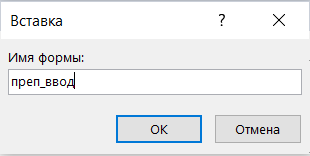 Вставка
Имя формы:
преп_ввод
ОК
Отмена